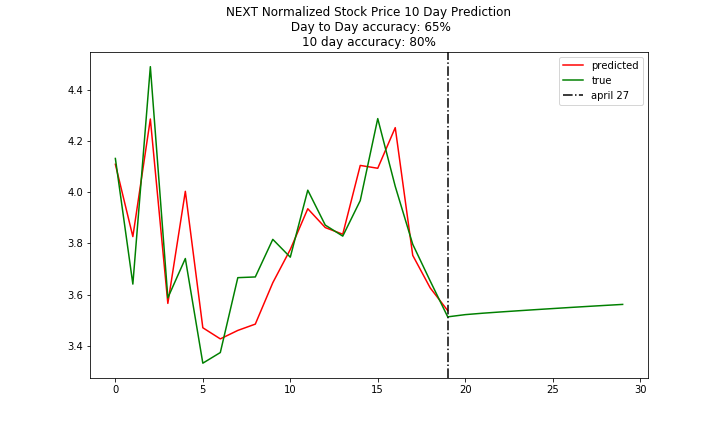 NEXT Normalized Stock Price 10 Day Prediction
Day to Day accuracy: 65%
10 day accuracy: 80%
predicted
true
april 27
4.4
4.2
4.0
3.8
3.6
3.4
0 5 10 15 20 25 30